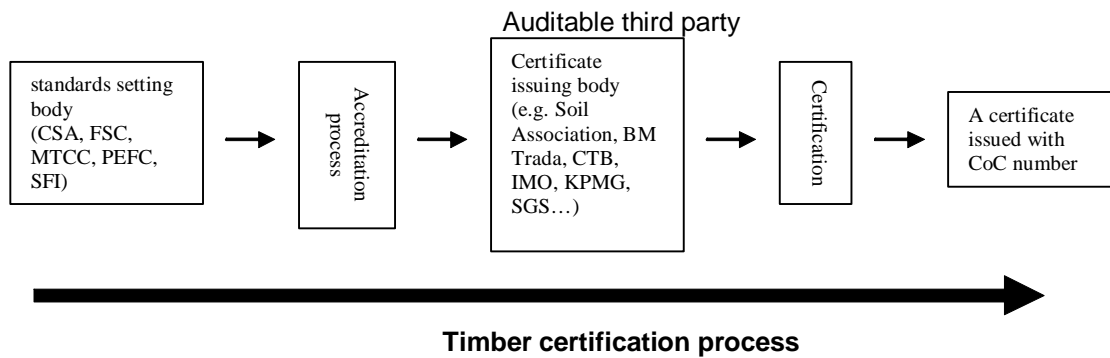 Auditable third party
standards setting
body
(CSA, FSC,
MTCC, PEFC,
SFI)
Accreditation
process
Certificate
issuing body
(e.g. Soil
Association, BM
Trada, CTB,
IMO, KPMG,
SGS…)
Certification
A certificate
issued with
CoC number
Timber certification process